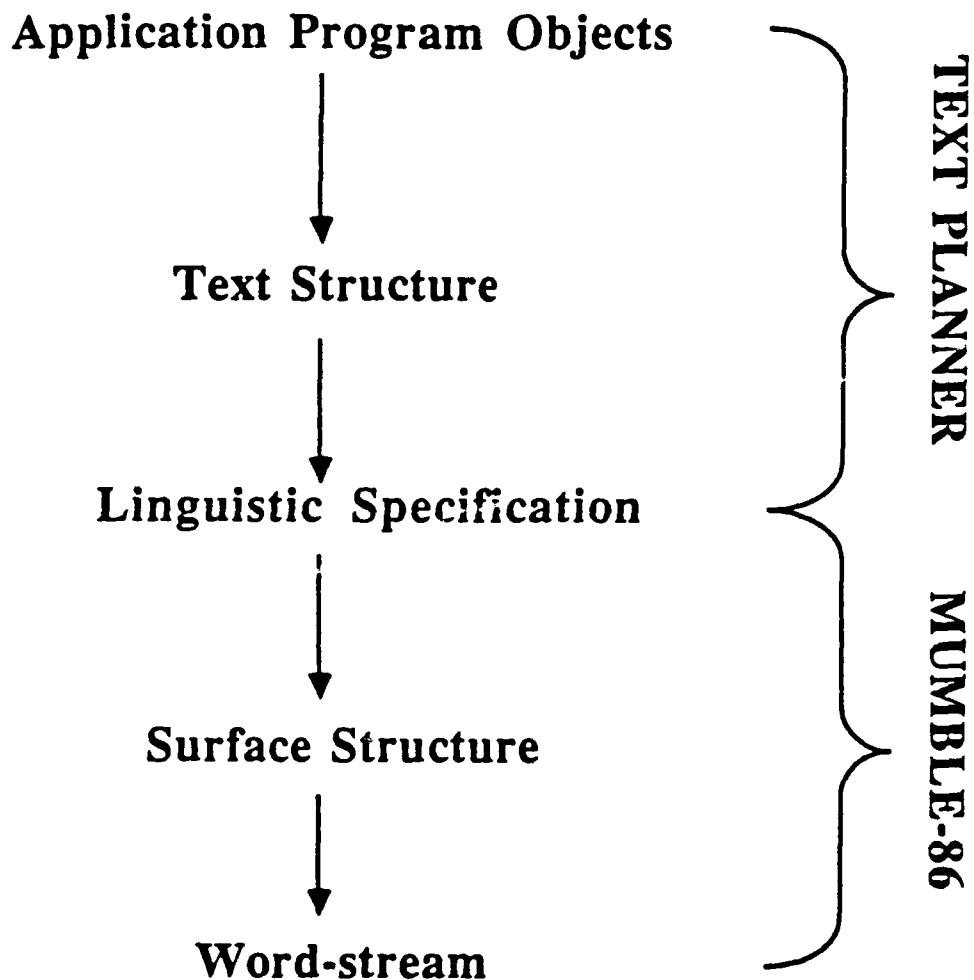 Application Program Objects
Text Structure
Linguistic Specification
Surface Structure
Word-stream
TEXT PLANNER
MUMBLE-86